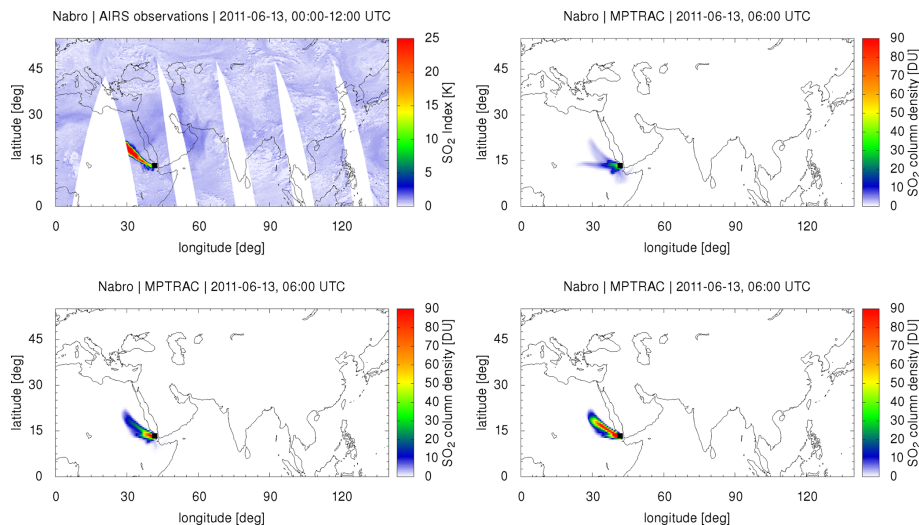 Nabro | AIRS observations | 2011-06-13, 00:00-12:00 UTC
45
30
15
0
latitude [deg]
0 30 60 90 120
longitude [deg]
25
20
15
10
5
0
SO2 Index [K]
Nabro | MPTRAC | 2011-06-13, 06:00 UTC
45
30
15
0
latitude [deg]
0 30 60 90 120
longitude [deg]
90
80
70
60
50
40
30
20
10
0
SO2 column density [DU]
Nabro | MPTRAC | 2011-06-13, 06:00 UTC
45
30
15
0
latitude [deg]
0 30 60 90 120
longitude [deg]
90
80
70
60
50
40
30
20
10
0
SO2 column density [DU]
Nabro | MPTRAC | 2011-06-13, 06:00 UTC
45
30
15
0
latitude [deg]
0 30 60 90 120
longitude [deg]
90
80
70
60
50
40
30
20
10
0
SO2 column density [DU]